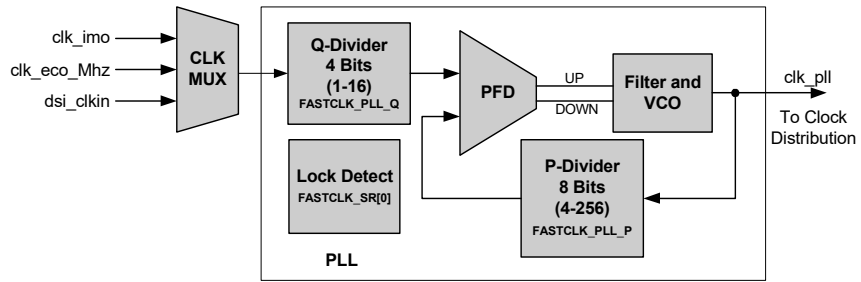 clk_imo
clk_eco_Mhz
dsi_clkin
CLK
MUX
Q-Divider
4 Bits
(1-16)
FASTCLK_PLL_Q
Lock Detect
FASTCLK_SR[0]
PLL
PFD
UP
DOWN
Filter and
VCO
P-Divider
8 Bits
(4-256)
FASTCLK_PLL_P
clk_pll
To Clock
Distribution